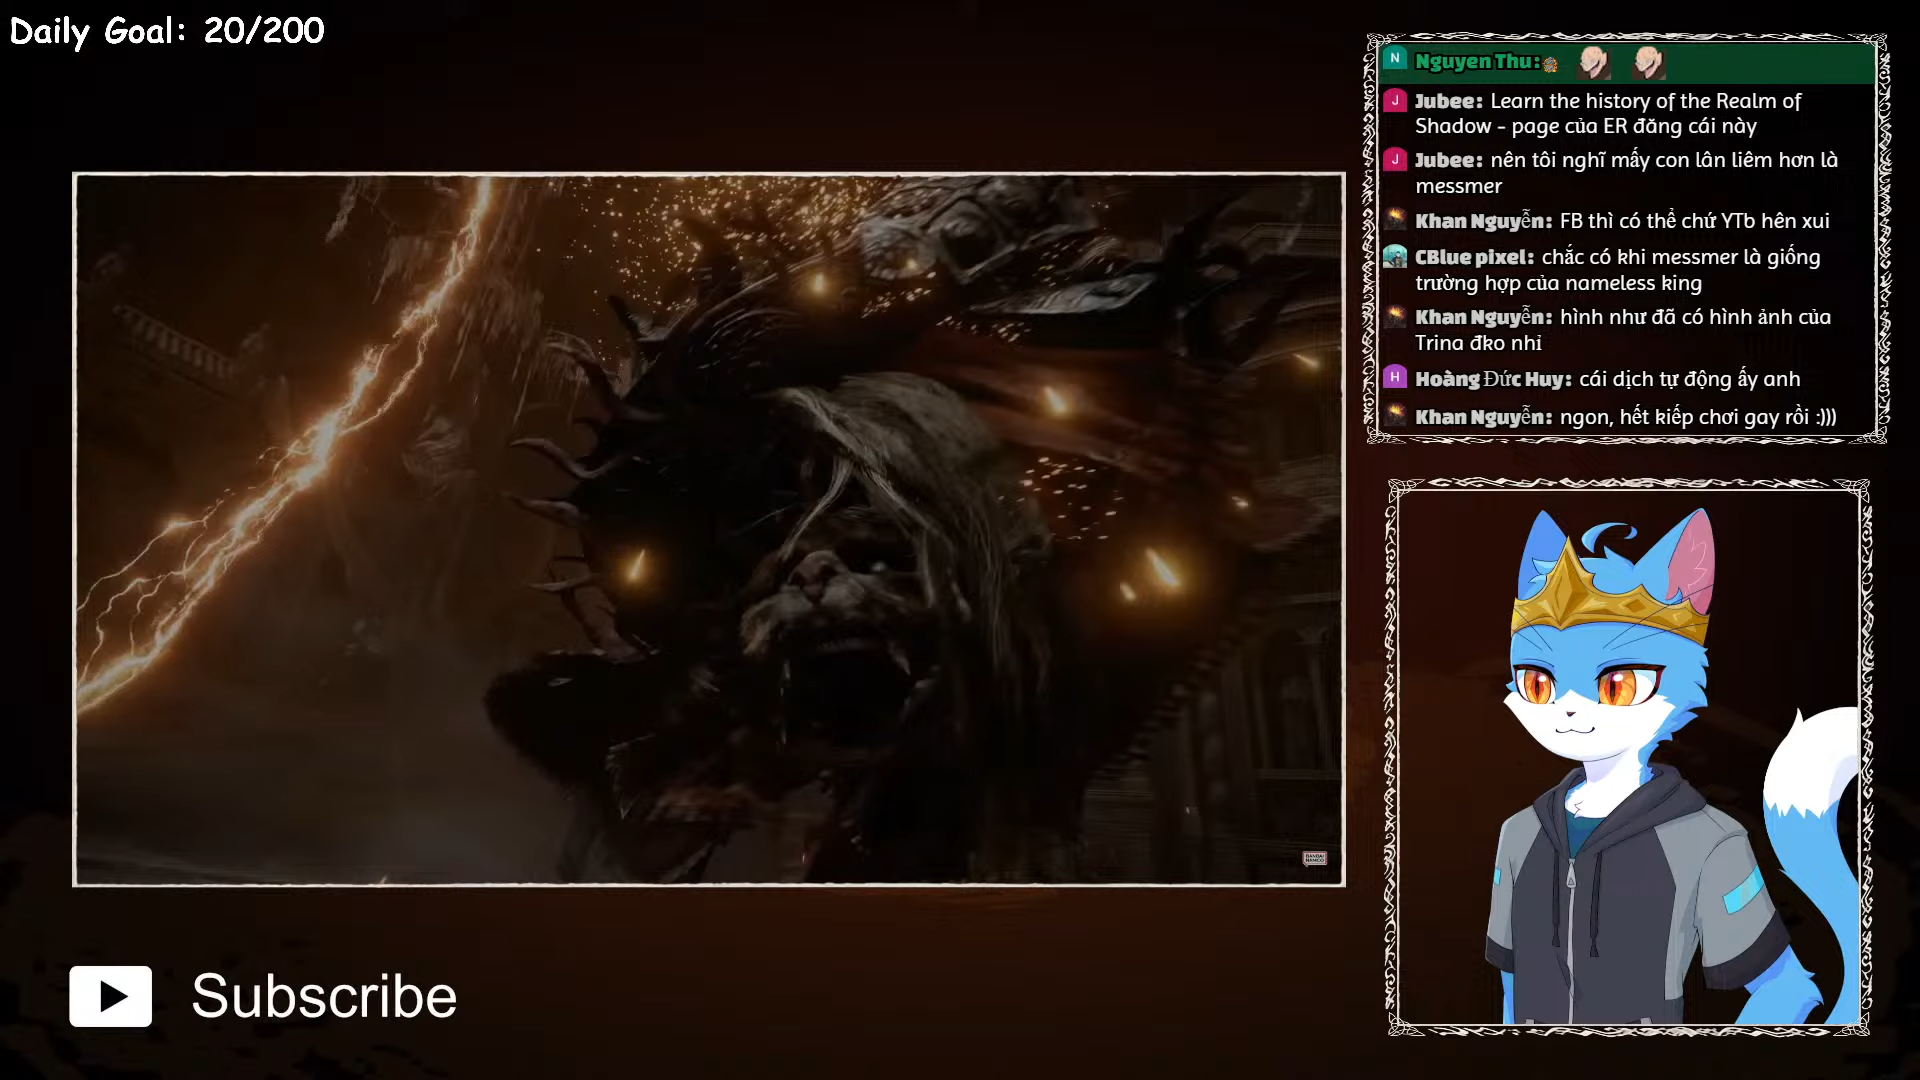 Daily Goal: 20/200
N Nguyen Thu:
J Jubee: Learn the history of the Realm of
Shadow - page của ER đăng cái này
J Jubee: nên tôi nghĩ mấy con lân liêm hơn là
messmer
Khan Nguyễn: FB thì có thể chứ YTb hên xui
CBlue pixel: chắc có khi messmer là giống
trường hợp của nameless king
Khan Nguyễn: hình như đã có hình ảnh của
Trina đko nhỉ
H Hoàng Đức Huy: cái dịch tự động ấy anh
Khan Nguyễn: ngon, hết kiếp chơi gay rồi :)))
BANDAI
NAMCO
Subscribe